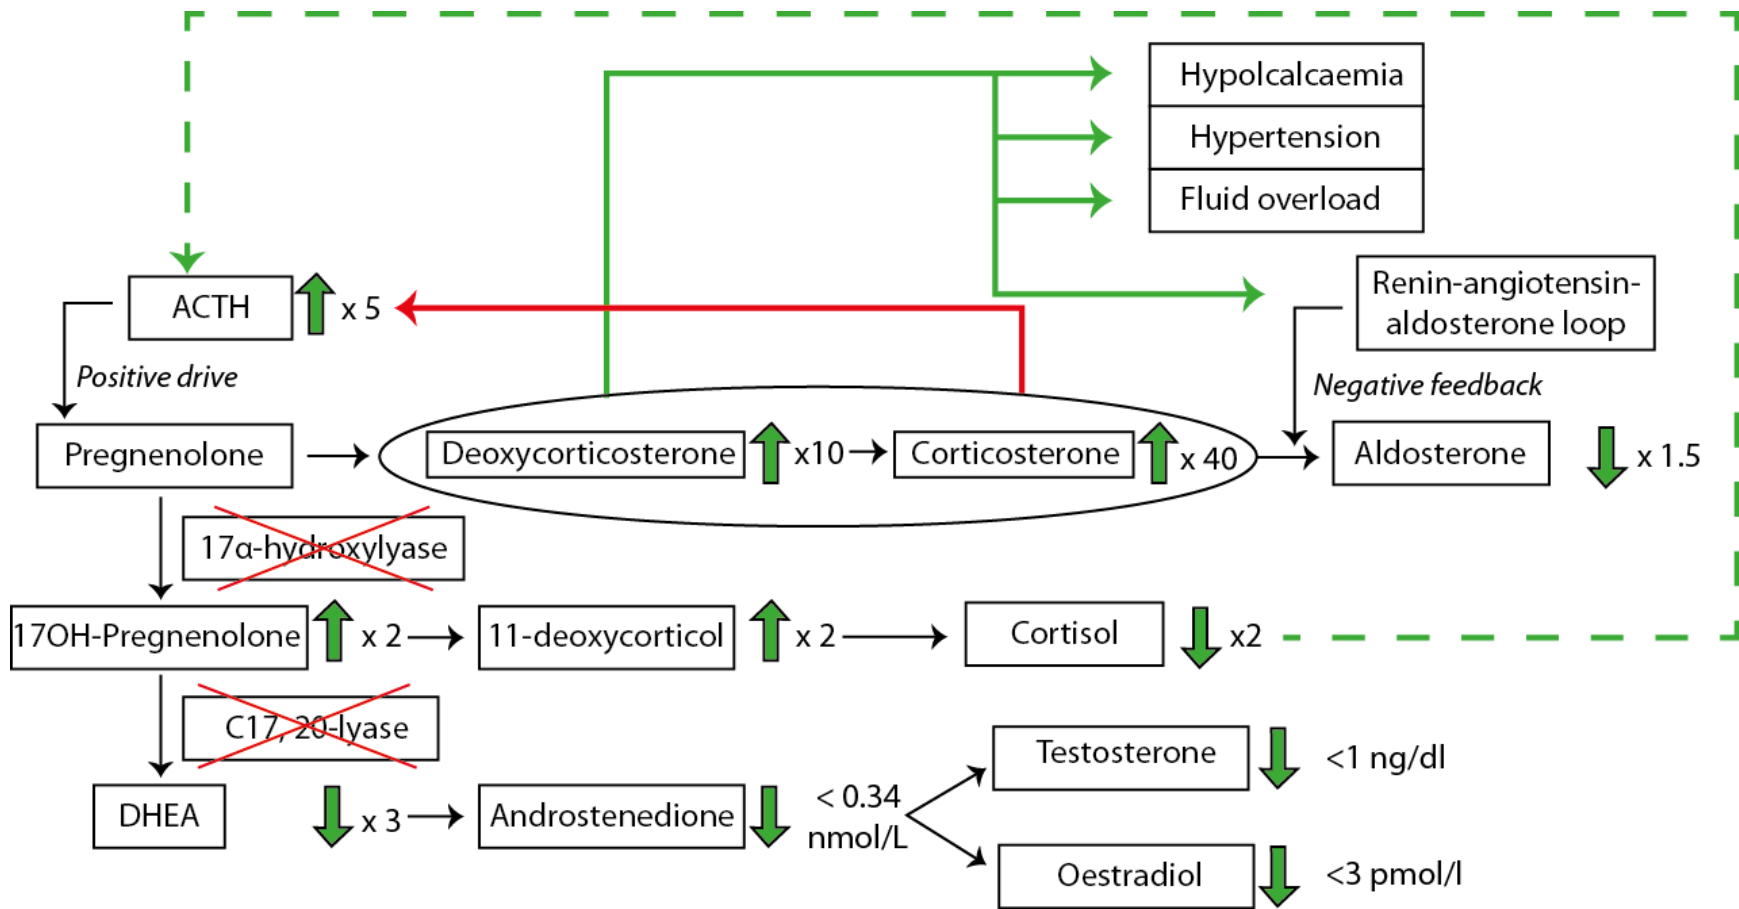 Hypolcalcaemia
Hypertension
Fluid overload
Renin-angiotensin-
aldosterone loop
ACTH
x 5
Positive drive
Negative feedback
Pregnenolone
Deoxycorticosterone
x10
Corticosterone
x 40
Aldosterone
x 1.5
17α-hydroxylyase
17OH-Pregnenolone
x 2
11-deoxycorticol
x 2
Cortisol
x2
C17, 20-lyase
DHEA
x 3
Androstenedione
< 0.34
nmol/L
Testosterone
<1 ng/dl
Oestradiol
<3 pmol/l